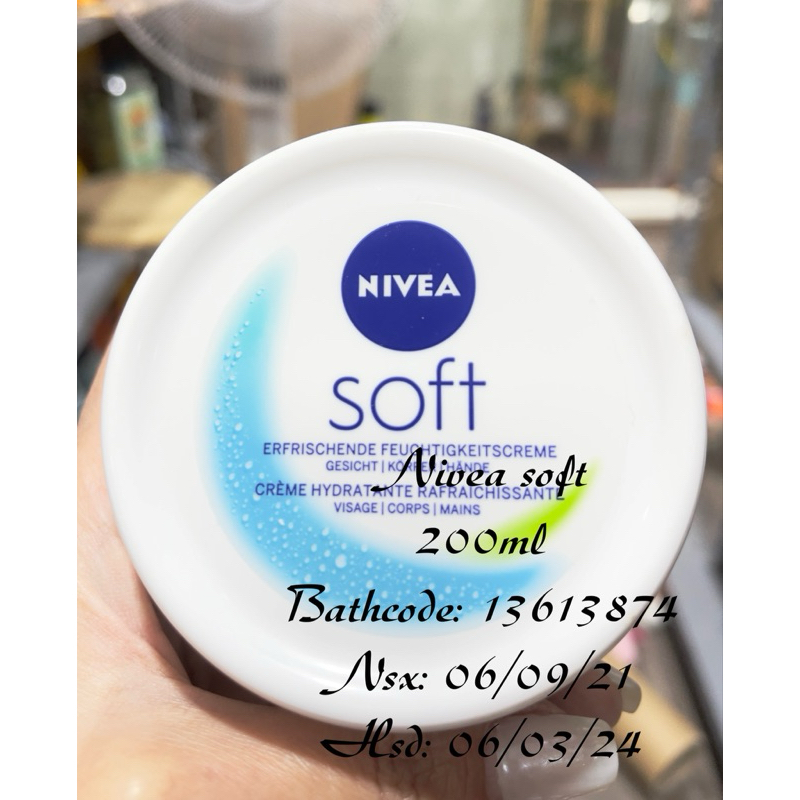 NIVEA
soft
ERFRISCHENDE FEUCHTIGKEITSCREME
GESICHT | KÖRPER | HÄNDE
Nivea soft
CRÈME HYDRATANTE RAFRAICHISSANTE
VISAGE | CORPS | MAINS
200ml
Bathcode: 13613874
Nsx: 06/09/21
Hsd: 06/03/24